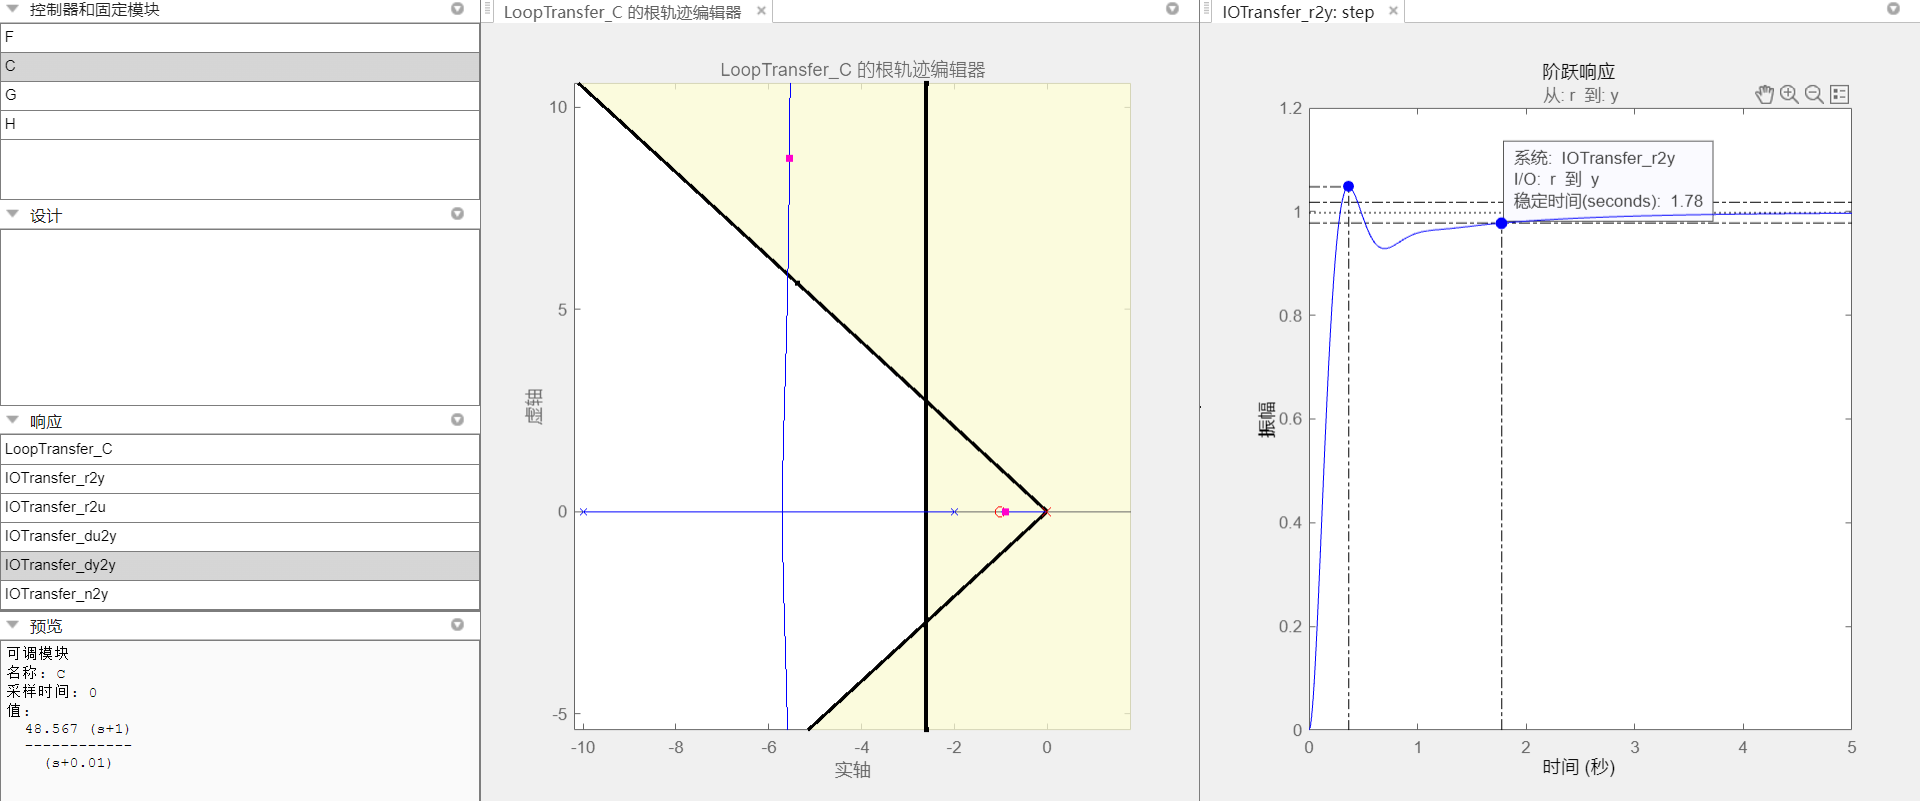 控制器和固定模块
F
C
G
H
设计
响应
LoopTransfer_C
IOTransfer_r2y
IOTransfer_r2u
IOTransfer_du2y
IOTransfer_dy2y
IOTransfer_n2y
预览
可调模块
名称: C
采样时间: 0
值:
48.567 (s+1)
------------
(s+0.01)
LoopTransfer_C 的根轨迹编辑器
LoopTransfer_C 的根轨迹编辑器
10
5
0
-5
虚轴
-10
-8
-6
-4
-2
0
实轴
IOTransfer_r2y: step
阶跃响应
从: r 到: y
系统: IOTransfer_r2y
I/O: r 到 y
稳定时间(seconds): 1.78
1.2
1
0.8
0.6
0.4
0.2
0
振幅
0
1
2
3
4
5
时间 (秒)